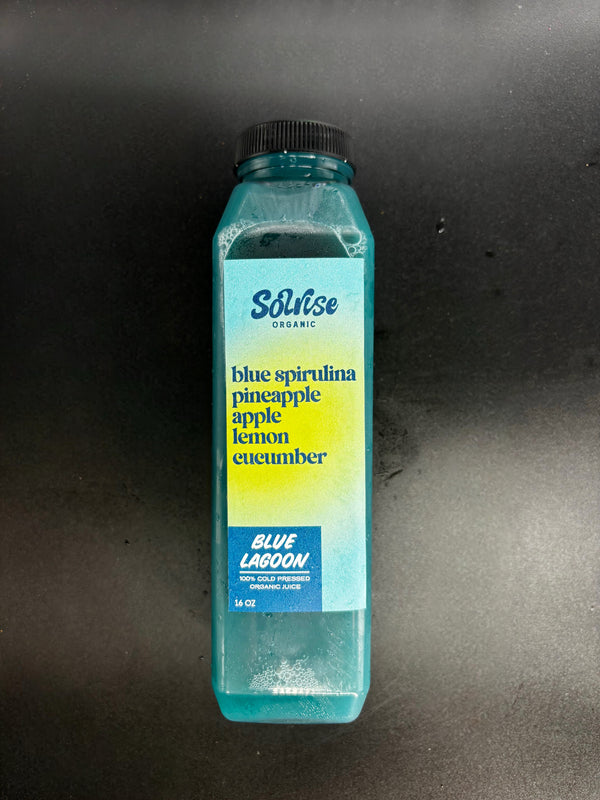 Solrise
ORGANIC
blue spirulina
pineapple
apple
lemon
cucumber
BLUE
LAGOON
100% COLD PRESSED
ORGANIC JUICE
16 OZ